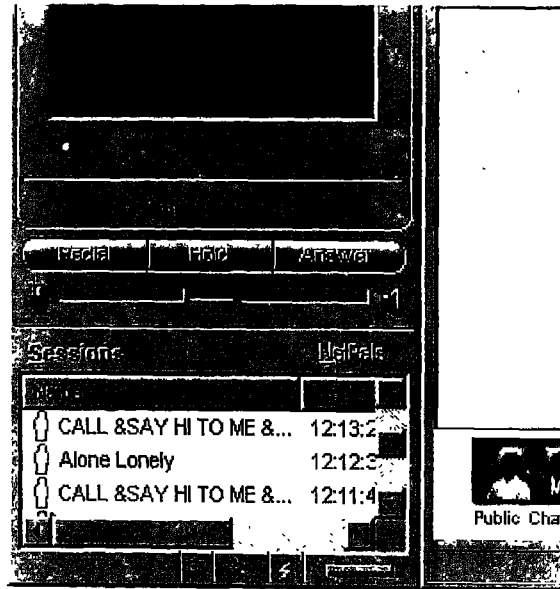 Redial Hold Answer
Sessions NetPals
Name
CALL &SAY HI TO ME &... 12:13:2
Alone Lonely 12:12:3
CALL &SAY HI TO ME &... 12:11:4
Public Cha